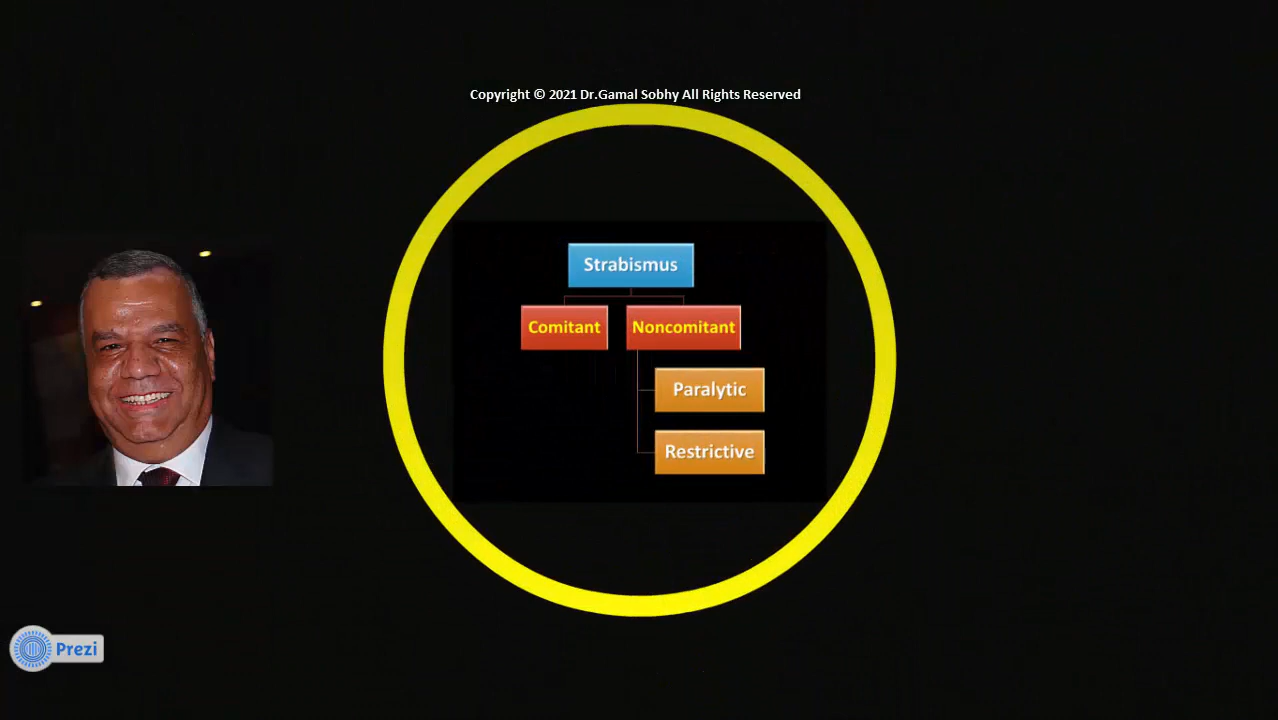 Copyright © 2021 Dr.Gamal Sobhy All Rights Reserved
Strabismus
Comitant
Noncomitant
Paralytic
Restrictive
Prezi